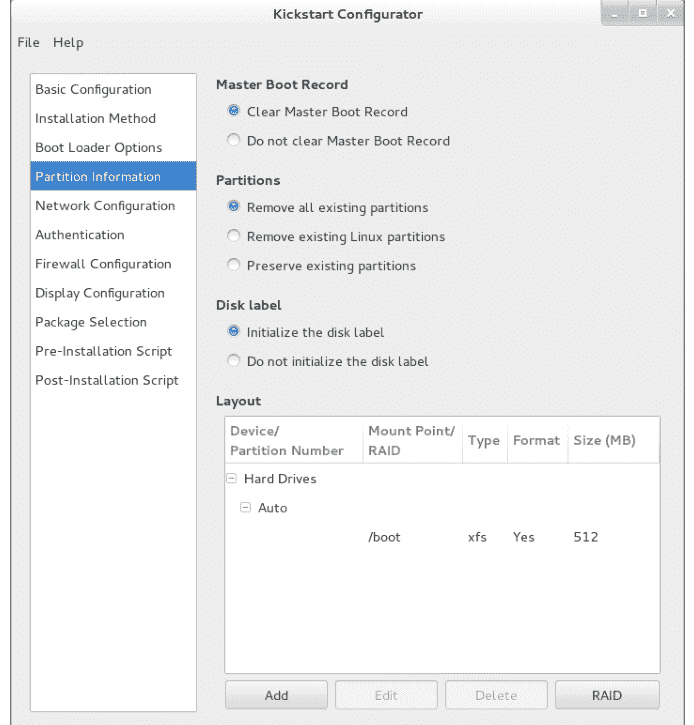 Kickstart Configurator
File Help
Basic Configuration
Installation Method
Boot Loader Options
Partition Information
Network Configuration
Authentication
Firewall Configuration
Display Configuration
Package Selection
Pre-Installation Script
Post-Installation Script
Master Boot Record
Clear Master Boot Record
Do not clear Master Boot Record
Partitions
Remove all existing partitions
Remove existing Linux partitions
Preserve existing partitions
Disk label
Initialize the disk label
Do not initialize the disk label
Layout
Device/
Partition Number
Mount Point/
RAID
Type
Format
Size (MB)
Hard Drives
Auto
/boot xfs Yes 512
Add Edit Delete RAID